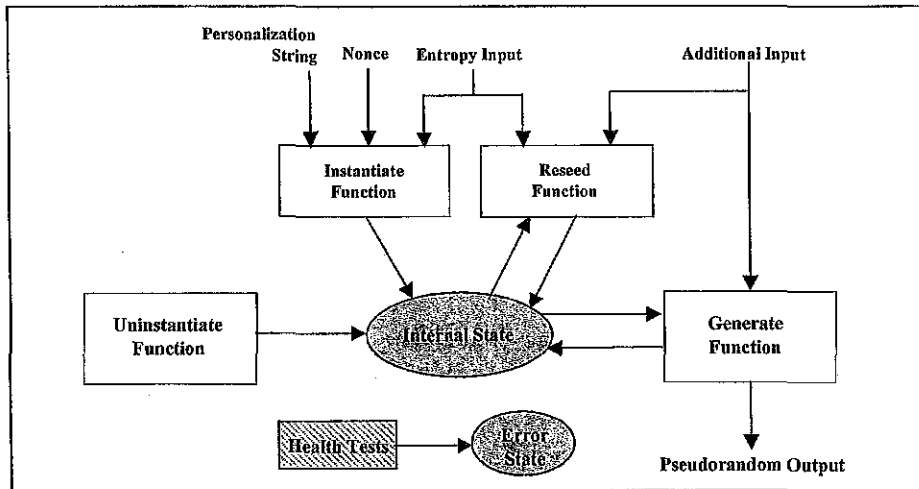 Personalization
String
Nonce
Entropy Input
Additional Input
Instantiate
Function
Reseed
Function
Uninstantiate
Function
Internal State
Generate
Function
Health Tests
Error
State
Pseudorandom Output